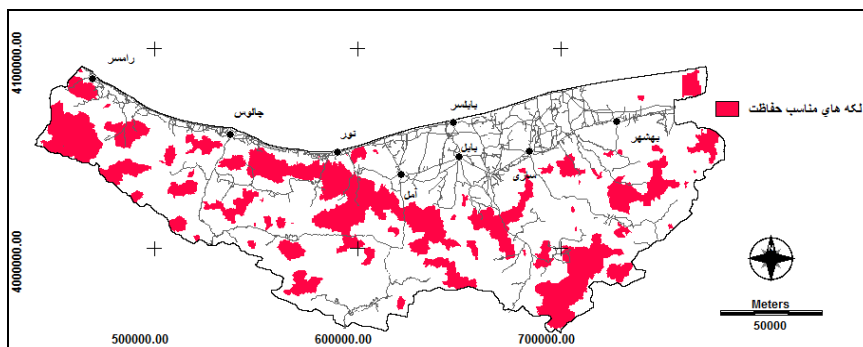 4100000.00
4000000.00
رامسر
چالوس
نور
بابلسر
بابل
آمل
ساری
بهشهر
لكه هاي مناسب حفاظت
Meters
50000
500000.00
600000.00
700000.00